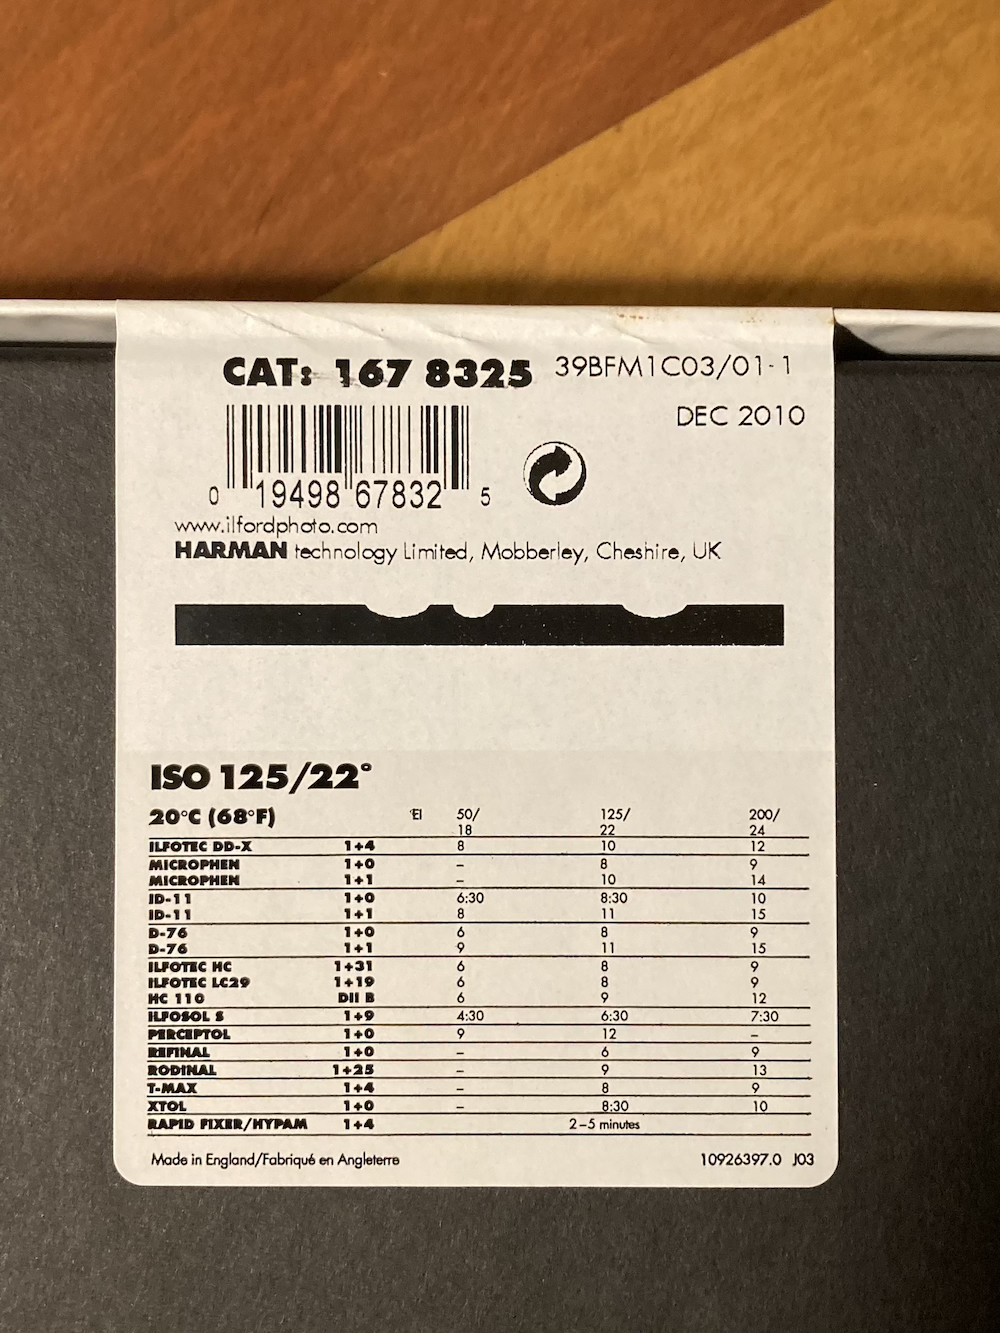 CAT: 167 8325 39BFM1C03/01-1
DEC 2010
0 19498 67832 5
www.ilfordphoto.com
HARMAN technology Limited, Mobberley, Cheshire, UK
ISO 125/22°
20°C (68°F) EI 50/18 125/22 200/24
ILFOTEC DD-X 1+4 8 10 12
MICROPHEN 1+0 – 8 9
MICROPHEN 1+1 – 10 14
ID-11 1+0 6:30 8:30 10
ID-11 1+1 8 11 15
D-76 1+0 6 8 9
D-76 1+1 9 11 15
ILFOTEC HC 1+31 6 8 9
ILFOTEC LC29 1+19 6 8 9
HC 110 Dil B 6 9 12
ILFOSOL S 1+9 4:30 6:30 7:30
PERCEPTOL 1+0 9 12 –
REFINAL 1+0 – 6 9
RODINAL 1+25 – 9 13
T-MAX 1+4 – 8 9
XTOL 1+0 – 8:30 10
RAPID FIXER/HYPAM 1+4 2–5 minutes
Made in England/Fabriqué en Angleterre 10926397.0 J03